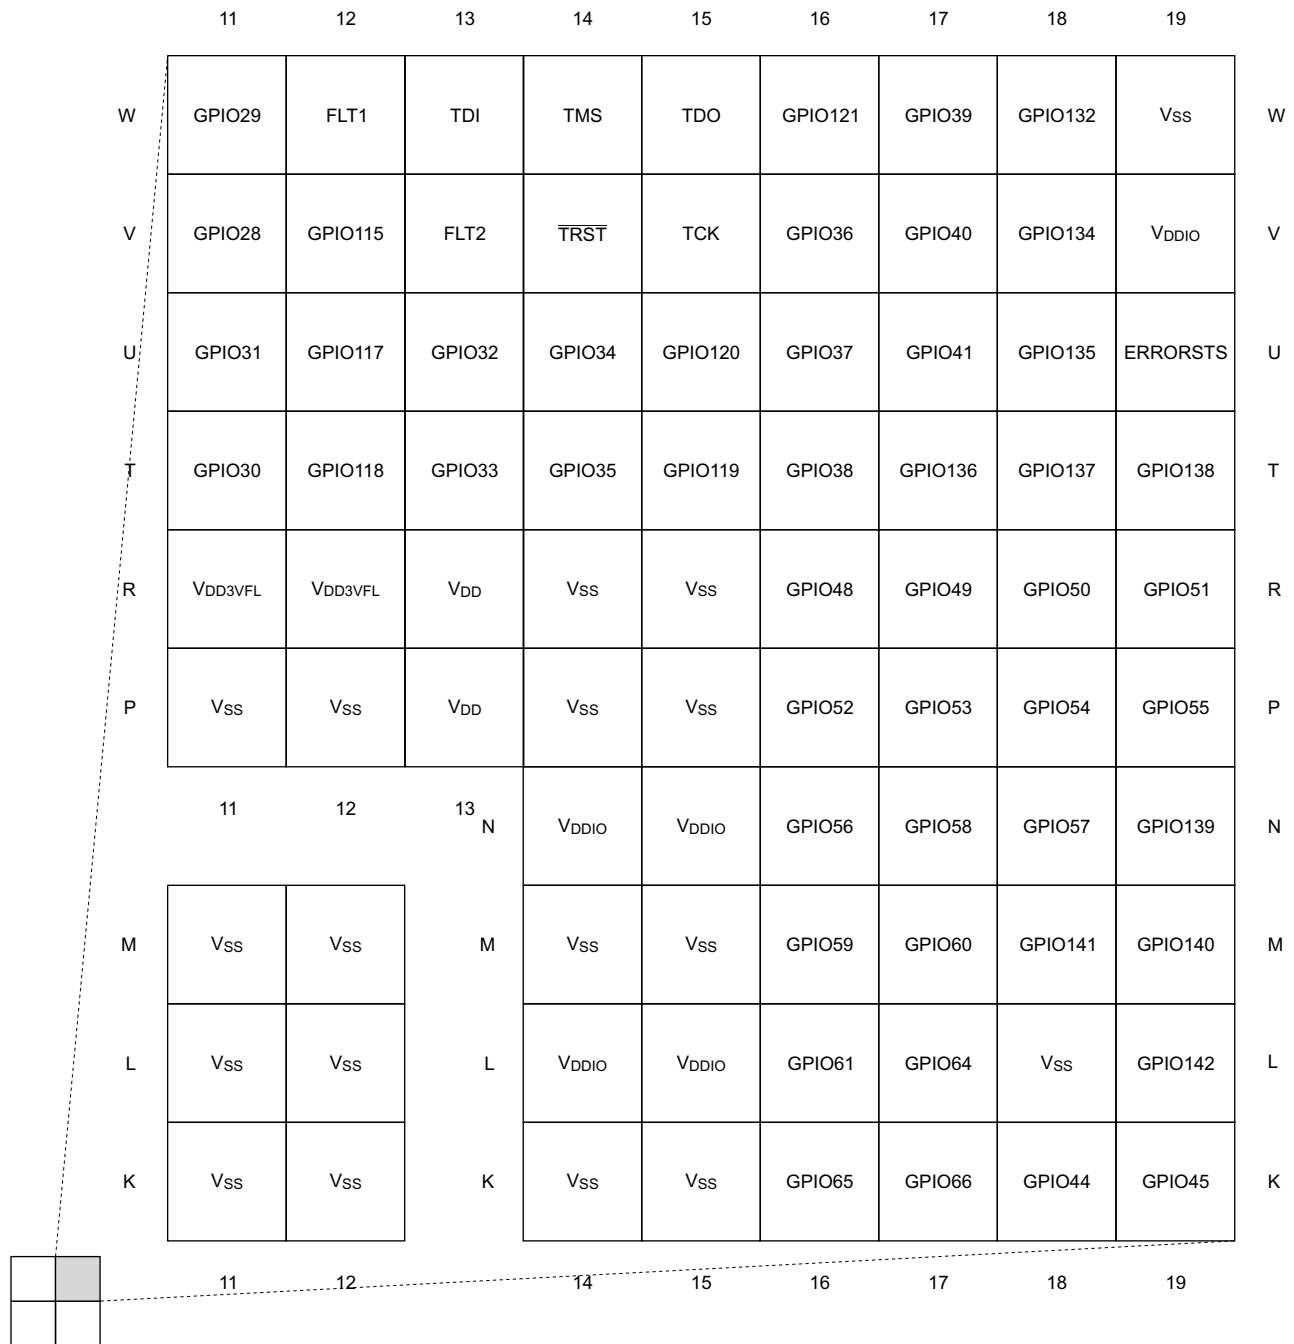 11 12 13 14 15 16 17 18 19
W GPIO29 FLT1 TDI TMS TDO GPIO121 GPIO39 GPIO132 VSS W
V GPIO28 GPIO115 FLT2 T̅R̅S̅T̅ TCK GPIO36 GPIO40 GPIO134 VDDIO V
U GPIO31 GPIO117 GPIO32 GPIO34 GPIO120 GPIO37 GPIO41 GPIO135 ERRORSTS U
T GPIO30 GPIO118 GPIO33 GPIO35 GPIO119 GPIO38 GPIO136 GPIO137 GPIO138 T
R VDD3VFL VDD3VFL VDD VSS VSS GPIO48 GPIO49 GPIO50 GPIO51 R
P VSS VSS VDD VSS VSS GPIO52 GPIO53 GPIO54 GPIO55 P
11 12 13
N VDDIO VDDIO GPIO56 GPIO58 GPIO57 GPIO139 N
M VSS VSS M VSS VSS GPIO59 GPIO60 GPIO141 GPIO140 M
L VSS VSS L VDDIO VDDIO GPIO61 GPIO64 VSS GPIO142 L
K VSS VSS K VSS VSS GPIO65 GPIO66 GPIO44 GPIO45 K
11 12 14 15 16 17 18 19